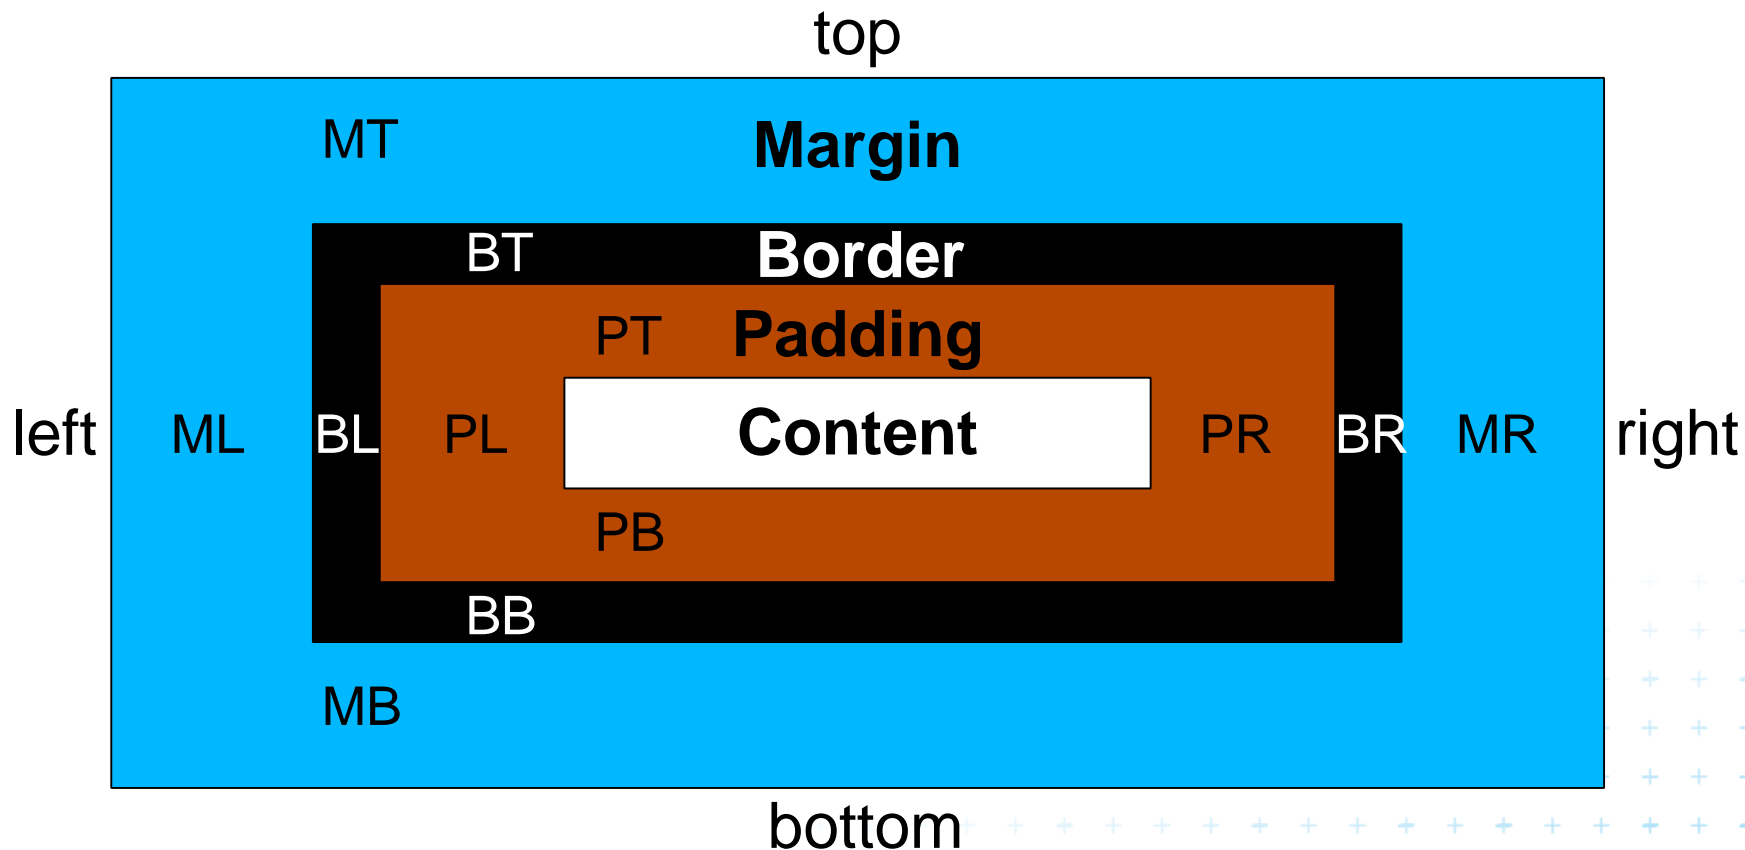 top
MT
Margin
BT
Border
PT
Padding
left
ML
BL
PL
Content
PR
BR
MR
right
PB
BB
MB
bottom